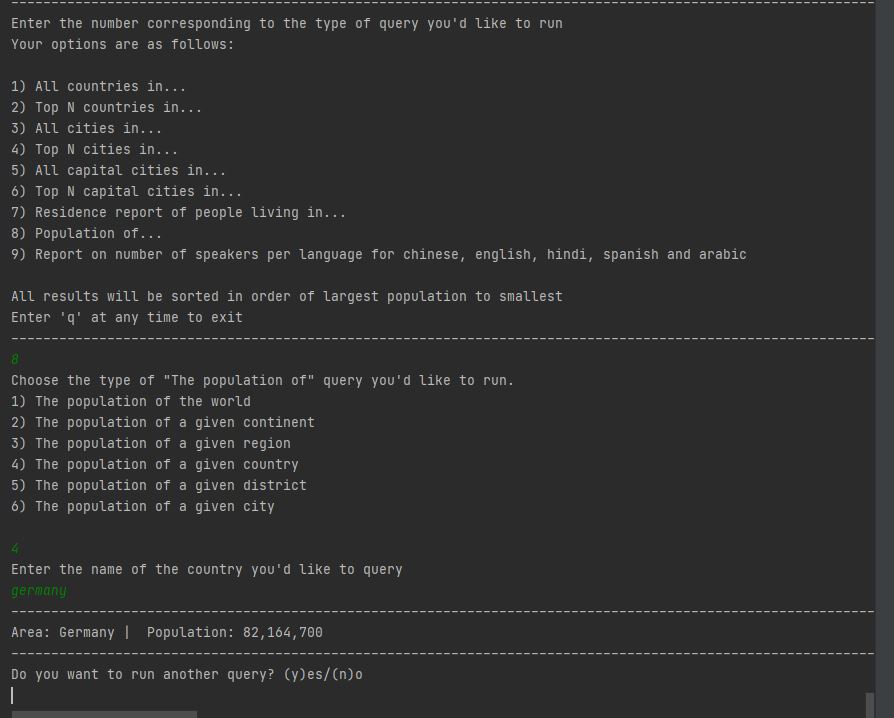 Enter the number corresponding to the type of query you'd like to run
Your options are as follows:
1) All countries in...
2) Top N countries in...
3) All cities in...
4) Top N cities in...
5) All capital cities in...
6) Top N capital cities in...
7) Residence report of people living in...
8) Population of...
9) Report on number of speakers per language for chinese, english, hindi, spanish and arabic
All results will be sorted in order of largest population to smallest
Enter 'q' at any time to exit
8
Choose the type of "The population of" query you'd like to run.
1) The population of the world
2) The population of a given continent
3) The population of a given region
4) The population of a given country
5) The population of a given district
6) The population of a given city
4
Enter the name of the country you'd like to query
germany
Area: Germany |  Population: 82,164,700
Do you want to run another query? (y)es/(n)o